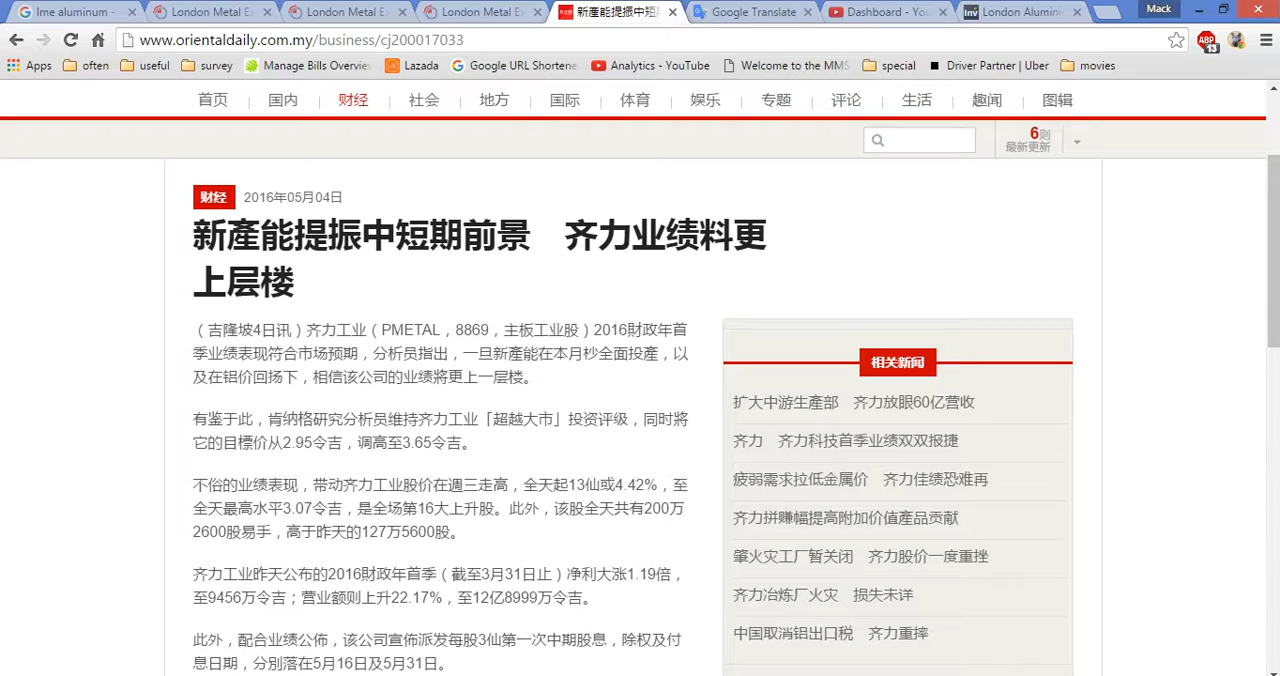 lme aluminum -
London Metal E
London Metal E
London Metal E
新產能提振中短期
Google Translate
Dashboard - You
London Alumin
Mack
www.orientaldaily.com.my/business/cj200017033
ABP
13
Apps
often
useful
survey
Manage Bills Overvie
Lazada
Google URL Shortene
Analytics - YouTube
Welcome to the MMS
special
Driver Partner | Uber
movies
首页 | 国内 | 财经 | 社会 | 地方 | 国际 | 体育 | 娱乐 | 专题 | 评论 | 生活 | 趣闻 | 图辑
6则
最新更新
财经 2016年05月04日
新產能提振中短期前景 齐力业绩料更
上层楼
（吉隆坡4日讯）齐力工业（PMETAL，8869，主板工业股）2016財政年首
季业绩表现符合市场预期，分析员指出，一旦新產能在本月杪全面投產，以
及在铝价回扬下，相信该公司的业绩將更上一层楼。
有鉴于此，肯纳格研究分析员维持齐力工业「超越大市」投资评级，同时將
它的目標价从2.95令吉，调高至3.65令吉。
不俗的业绩表现，带动齐力工业股价在週三走高，全天起13仙或4.42%，至
全天最高水平3.07令吉，是全场第16大上升股。此外，该股全天共有200万
2600股易手，高于昨天的127万5600股。
齐力工业昨天公布的2016財政年首季（截至3月31日止）净利大涨1.19倍，
至9456万令吉；营业额则上升22.17%，至12亿8999万令吉。
此外，配合业绩公佈，该公司宣佈派发每股3仙第一次中期股息，除权及付
息日期，分別落在5月16日及5月31日。
相关新闻
扩大中游生產部 齐力放眼60亿营收
齐力 齐力科技首季业绩双双报捷
疲弱需求拉低金属价 齐力佳绩恐难再
齐力拼赚幅提高附加价值產品贡献
肇火灾工厂暂关闭 齐力股价一度重挫
齐力冶炼厂火灾 损失未详
中国取消铝出口税 齐力重摔